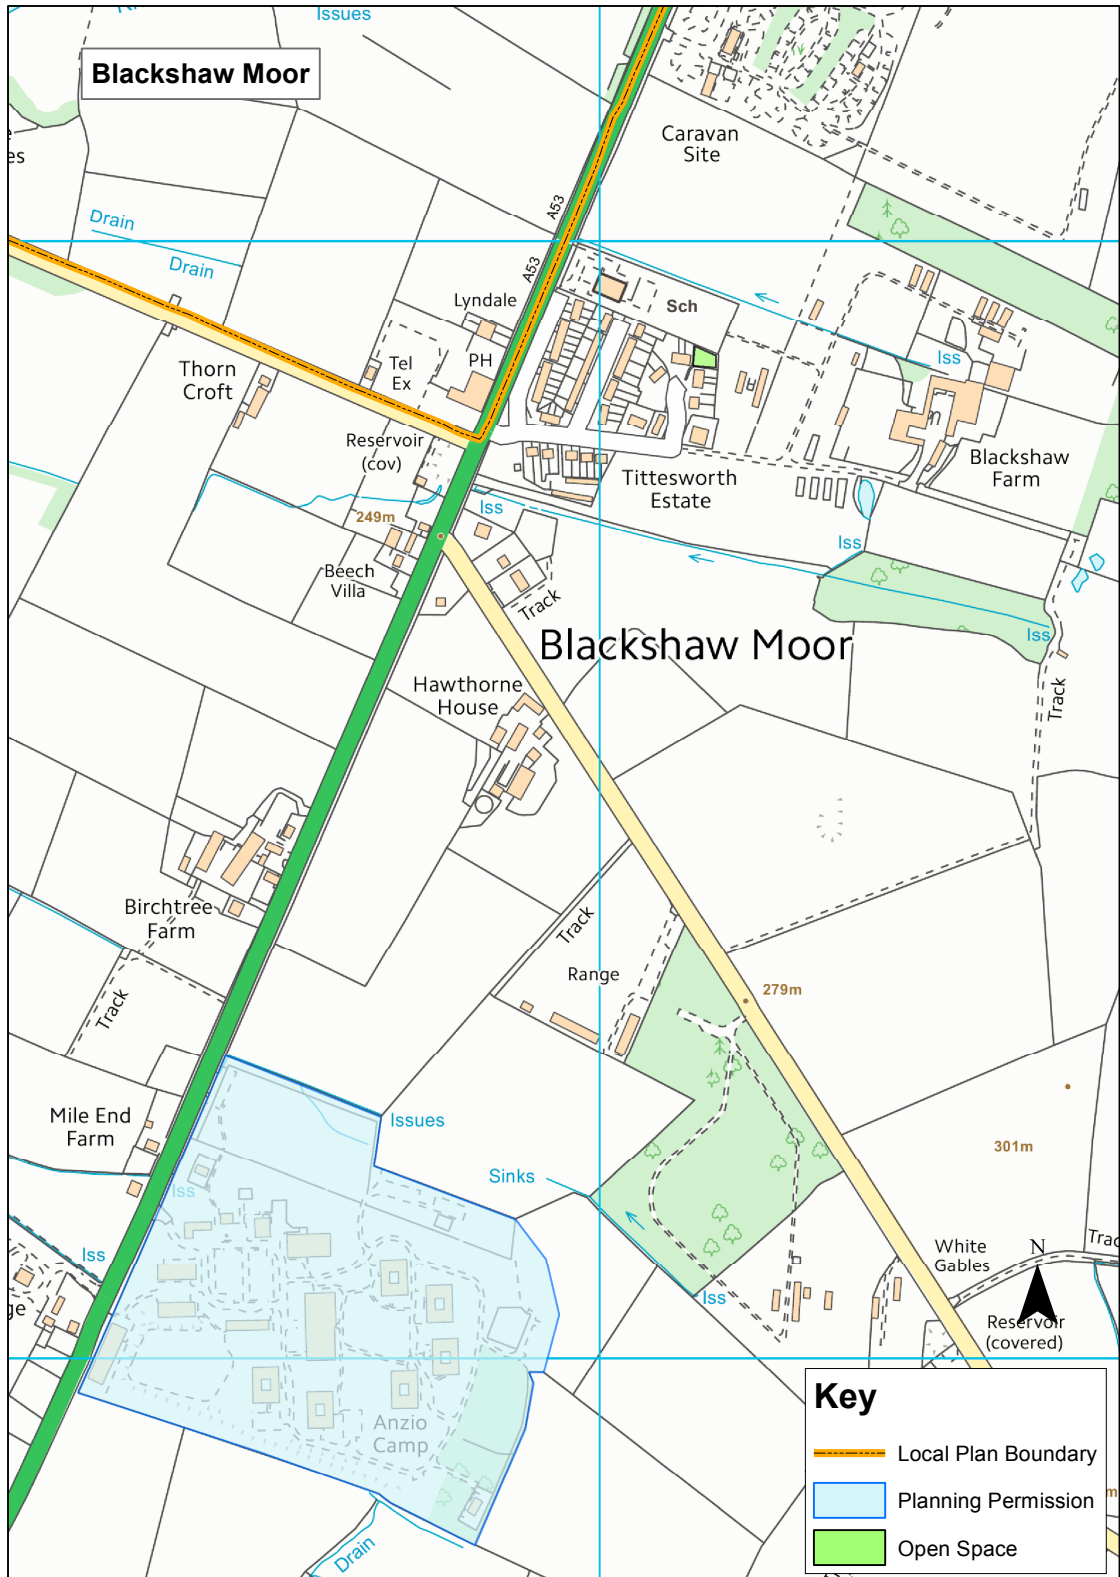 Issues
Blackshaw Moor
Caravan
Site
es
A53
Drain
Drain
A53
Lyndale
Sch
PH
Tel
Ex
Iss
Thorn
Croft
Reservoir
(cov)
Blackshaw
Farm
Tittesworth
Estate
Iss
249m
Iss
Beech
Villa
Track
Iss
Blackshaw Moor
Hawthorne
House
Track
Birchtree
Farm
Track
Range
279m
Track
Mile End
Farm
Issues
301m
Sinks
Iss
Iss
White
Gables
N
Trac
Iss
ge
Reservoir
(covered)
Anzio
Camp
Drain
Key
Local Plan Boundary
Planning Permission
Open Space
m